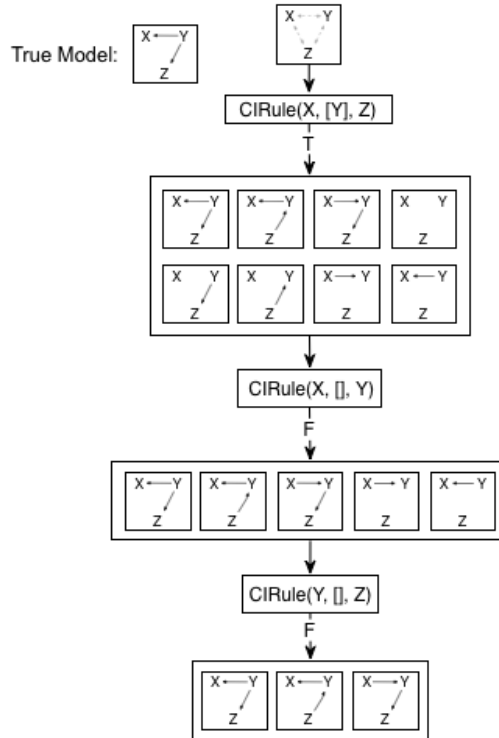 X Y
True Model: X Y
Z Z
CIRule(X, [Y], Z)
T
X Y X Y X Y X Y
Z Z Z Z
X Y X Y X Y X Y
Z Z Z Z
CIRule(X, [], Y)
F
X Y X Y X Y X Y X Y
Z Z Z Z Z
CIRule(Y, [], Z)
F
X Y X Y X Y
Z Z Z